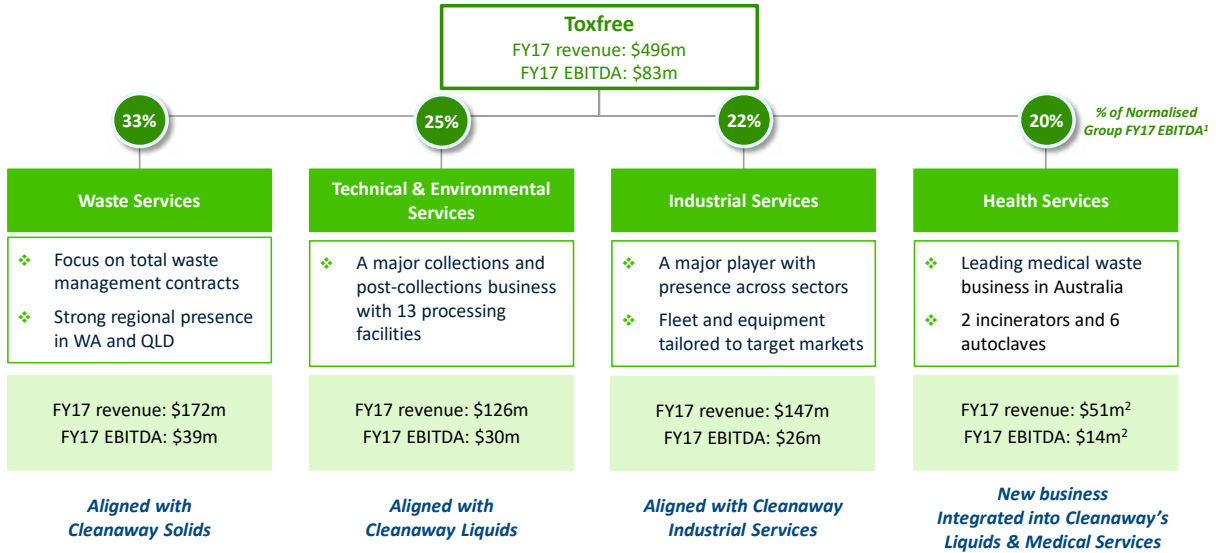 Toxfree
FY17 revenue: $496m
FY17 EBITDA: $83m
33%
25%
22%
20%
% of Normalised
Group FY17 EBITDA¹
Waste Services
❖ Focus on total waste
management contracts
❖ Strong regional presence
in WA and QLD
FY17 revenue: $172m
FY17 EBITDA: $39m
Aligned with
Cleanaway Solids
Technical & Environmental
Services
❖ A major collections and
post-collections business
with 13 processing
facilities
FY17 revenue: $126m
FY17 EBITDA: $30m
Aligned with
Cleanaway Liquids
Industrial Services
❖ A major player with
presence across sectors
❖ Fleet and equipment
tailored to target markets
FY17 revenue: $147m
FY17 EBITDA: $26m
Aligned with Cleanaway
Industrial Services
Health Services
❖ Leading medical waste
business in Australia
❖ 2 incinerators and 6
autoclaves
FY17 revenue: $51m²
FY17 EBITDA: $14m²
New business
Integrated into Cleanaway’s
Liquids & Medical Services